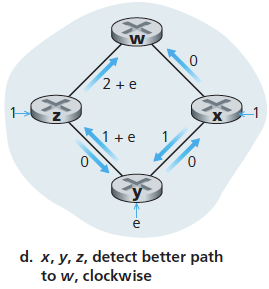 w
0
2 + e
1
z
x
1
1 + e
1
0
0
y
e
d. x, y, z, detect better path
to w, clockwise